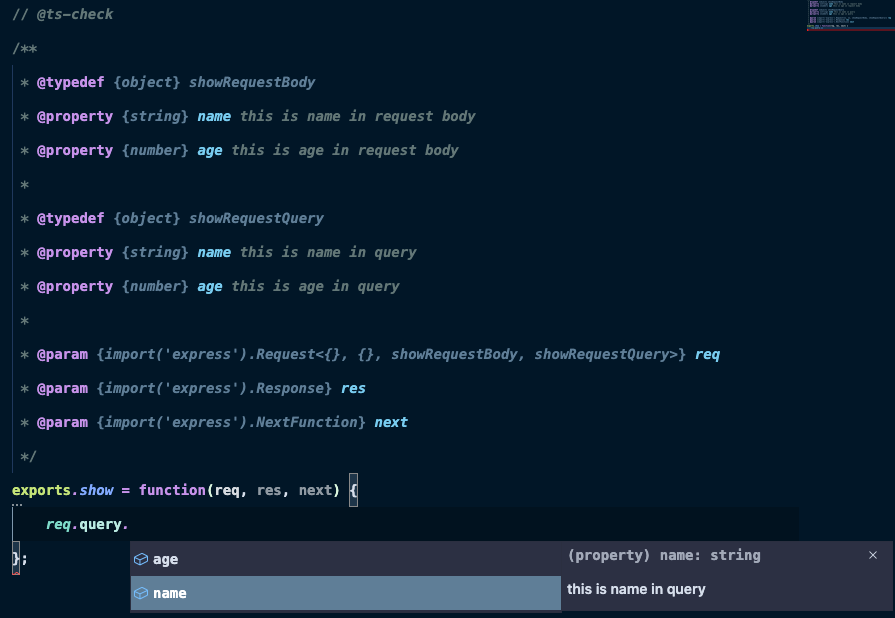 // @ts-check
/**
* @typedef {object} showRequestBody
* @property {string} name this is name in request body
* @property {number} age this is age in request body
*
* @typedef {object} showRequestQuery
* @property {string} name this is name in query
* @property {number} age this is age in query
*
* @param {import('express').Request<{}, {}, showRequestBody, showRequestQuery>} req
* @param {import('express').Response} res
* @param {import('express').NextFunction} next
*/
exports.show = function(req, res, next) {
req.query.
};
age
name
(property) name: string
this is name in query